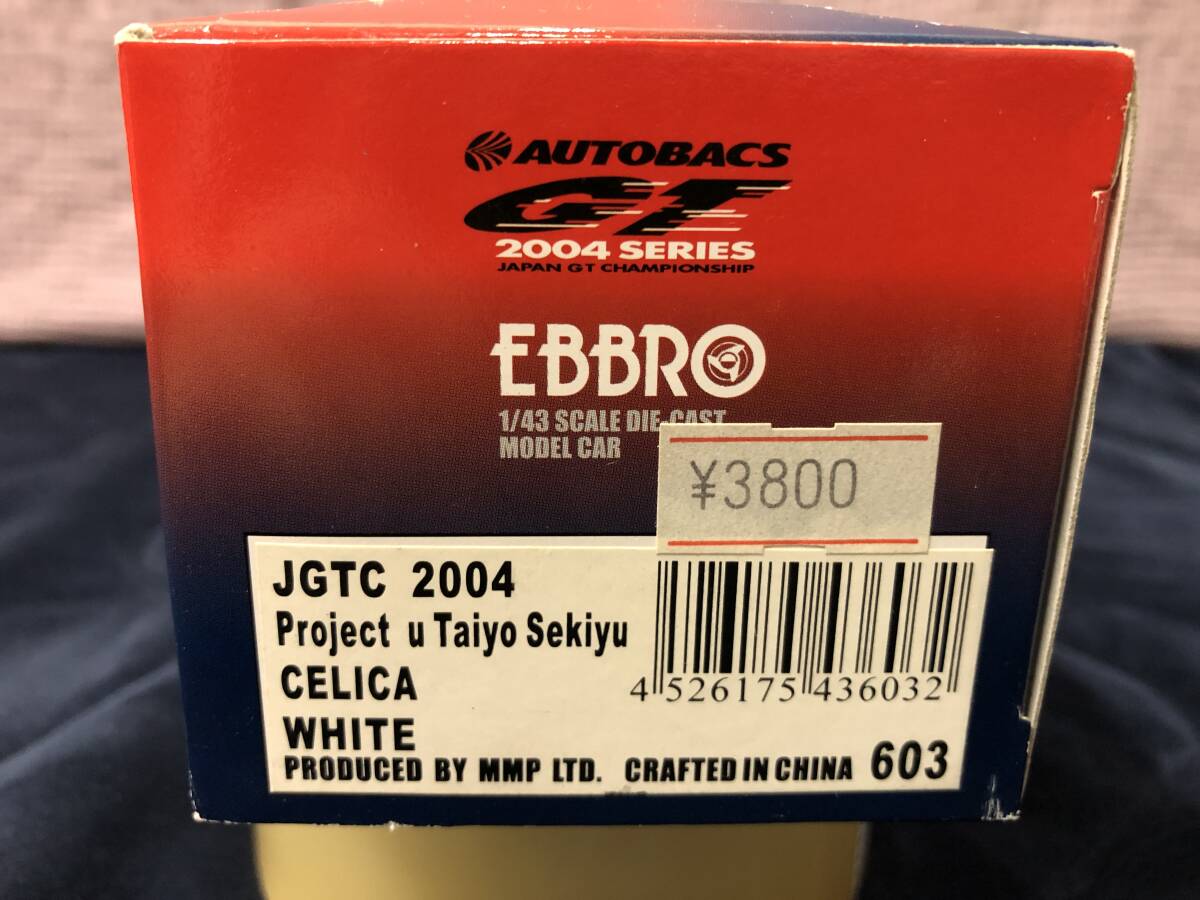 AUTOBACS
GT
2004 SERIES
JAPAN GT CHAMPIONSHIP
EBBRO
1/43 SCALE DIE-CAST
MODEL CAR
¥3800
JGTC 2004
Project u Taiyo Sekiyu
CELICA
WHITE
4 526175 436032
PRODUCED BY MMP LTD. CRAFTED IN CHINA 603